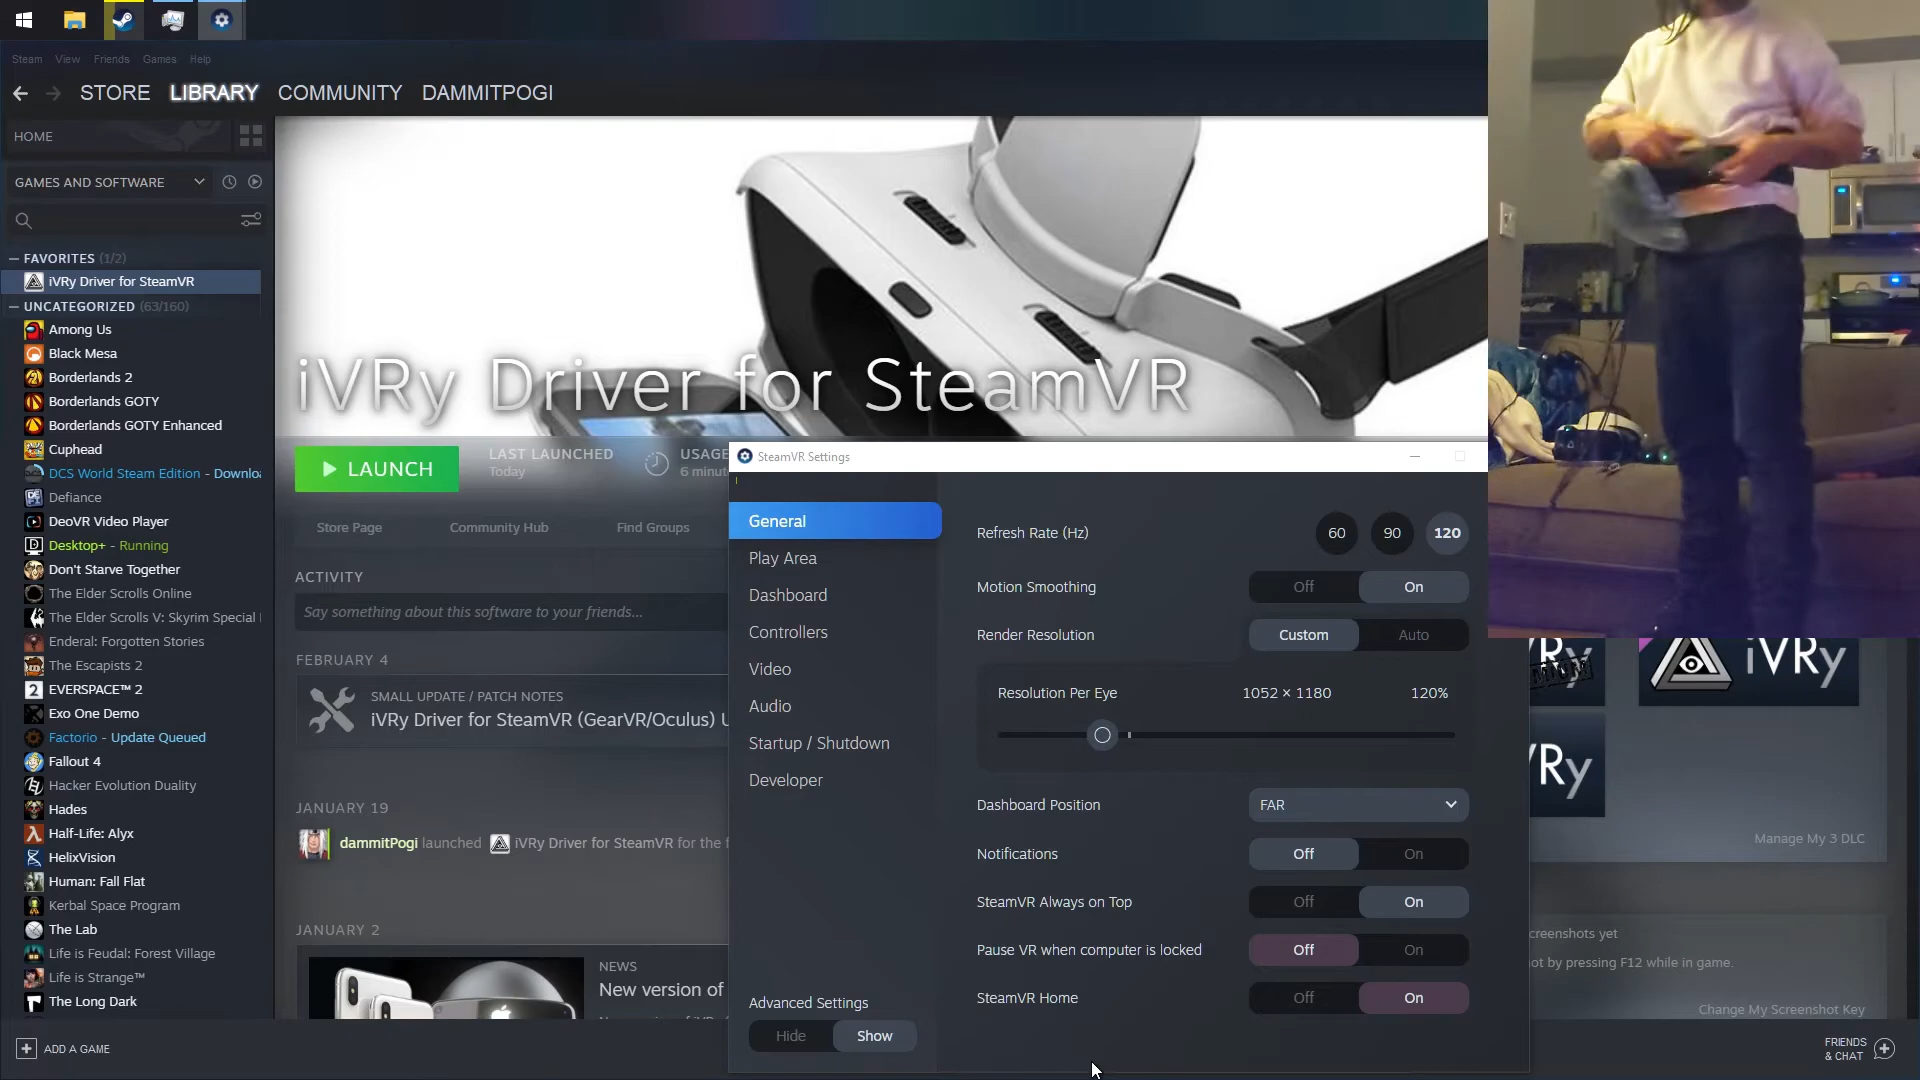 Steam View Friends Games Help
STORE LIBRARY COMMUNITY DAMMITPOGI
HOME
GAMES AND SOFTWARE
FAVORITES (1/2)
iVRy Driver for SteamVR
UNCATEGORIZED (63/160)
Among Us
Black Mesa
Borderlands 2
Borderlands GOTY
Borderlands GOTY Enhanced
Cuphead
DCS World Steam Edition - Downloa
Defiance
DeoVR Video Player
Desktop+ - Running
Don't Starve Together
The Elder Scrolls Online
The Elder Scrolls V: Skyrim Special
Enderal: Forgotten Stories
The Escapists 2
EVERSPACE™ 2
Exo One Demo
Factorio - Update Queued
Fallout 4
Hacker Evolution Duality
Hades
Half-Life: Alyx
HelixVision
Human: Fall Flat
Kerbal Space Program
The Lab
Life is Feudal: Forest Village
Life is Strange™
The Long Dark
ADD A GAME
iVRy Driver for SteamVR
LAUNCH
LAST LAUNCHED
Today
USAGE
6 minut
Store Page Community Hub Find Groups
ACTIVITY
Say something about this software to your friends...
FEBRUARY 4
SMALL UPDATE / PATCH NOTES
iVRy Driver for SteamVR (GearVR/Oculus) U
JANUARY 19
dammitPogi launched iVRy Driver for SteamVR for the f
JANUARY 2
NEWS
New version of
SteamVR Settings
General
Play Area
Dashboard
Controllers
Video
Audio
Startup / Shutdown
Developer
Advanced Settings
Hide Show
Refresh Rate (Hz) 60 90 120
Motion Smoothing Off On
Render Resolution Custom Auto
Resolution Per Eye 1052 × 1180 120%
Dashboard Position FAR
Notifications Off On
SteamVR Always on Top Off On
Pause VR when computer is locked Off On
SteamVR Home Off On
iVRy
Manage My 3 DLC
creenshots yet
ot by pressing F12 while in game.
Change My Screenshot Key
FRIENDS
& CHAT